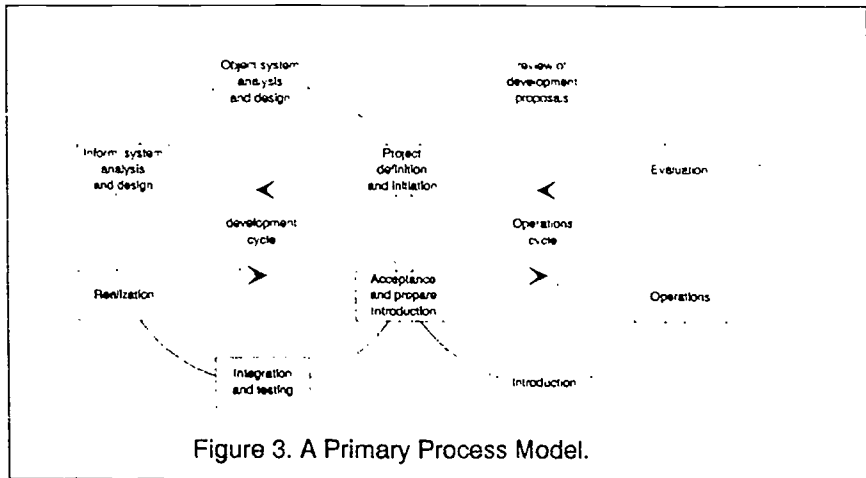 Object system
analysis
and design
review of
development
proposals
Inform. system
analysis
and design
Project
definition
and initiation
Evaluation
development
cycle
Operations
cycle
Realization
Acceptance
and prepare
introduction
Operations
Integration
and testing
Introduction
Figure 3. A Primary Process Model.